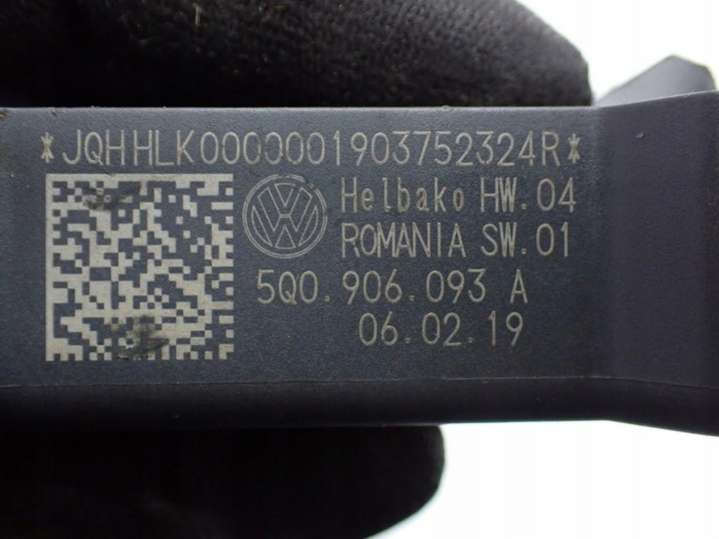 *JQHHLK0000001903752324R*
Helbako HW.04
ROMANIA SW.01
5Q0.906.093 A
06.02.19